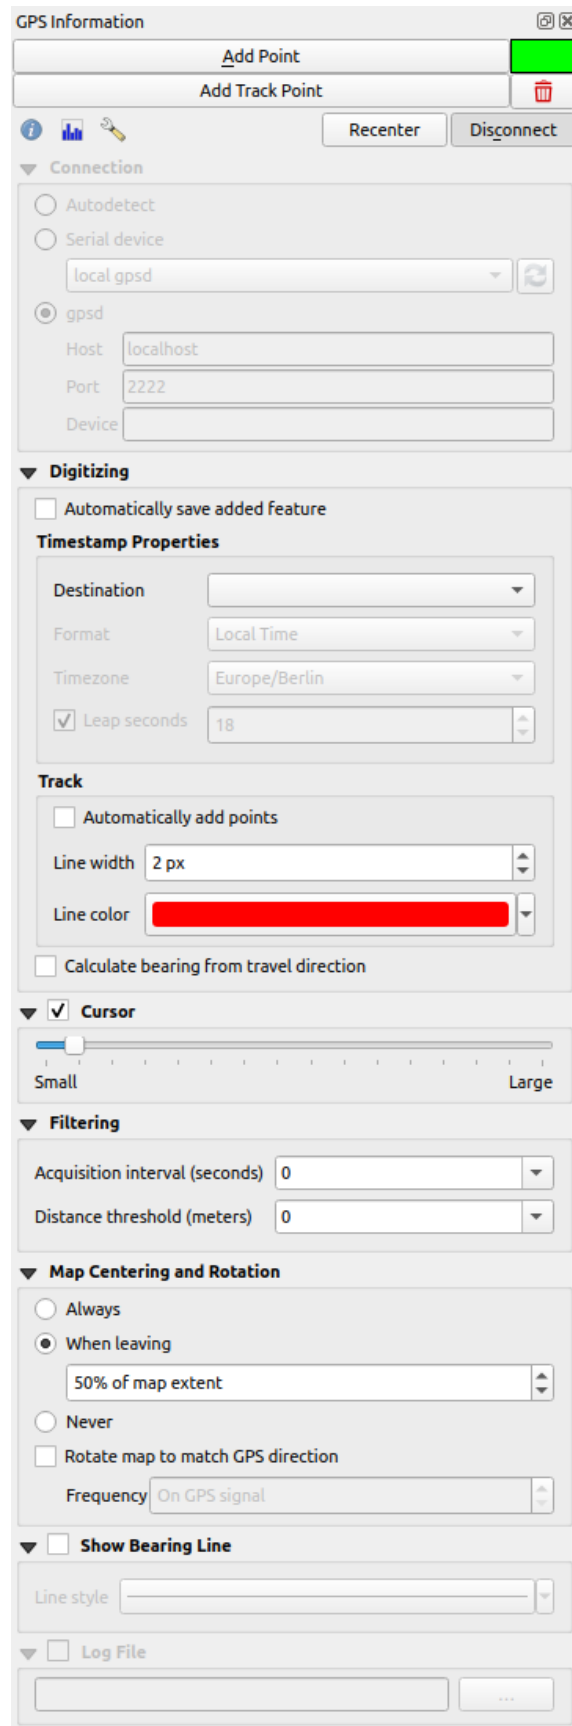 GPS Information
Add Point
Add Track Point
Recenter
Disconnect
Connection
Autodetect
Serial device
local gpsd
gpsd
Host localhost
Port 2222
Device
Digitizing
Automatically save added feature
Timestamp Properties
Destination
Format Local Time
Timezone Europe/Berlin
Leap seconds 18
Track
Automatically add points
Line width 2 px
Line color
Calculate bearing from travel direction
Cursor
Small Large
Filtering
Acquisition interval (seconds) 0
Distance threshold (meters) 0
Map Centering and Rotation
Always
When leaving
50% of map extent
Never
Rotate map to match GPS direction
Frequency On GPS signal
Show Bearing Line
Line style
Log File
...